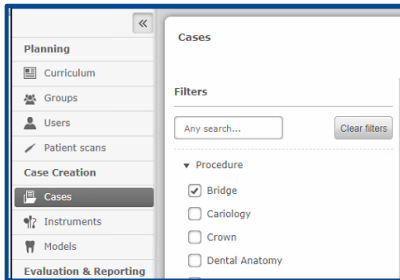 Planning
Curriculum
Groups
Users
Patient scans
Case Creation
Cases
Instruments
Models
Evaluation & Reporting
Cases
Filters
Any search...
Clear filters
Procedure
Bridge
Cariology
Crown
Dental Anatomy